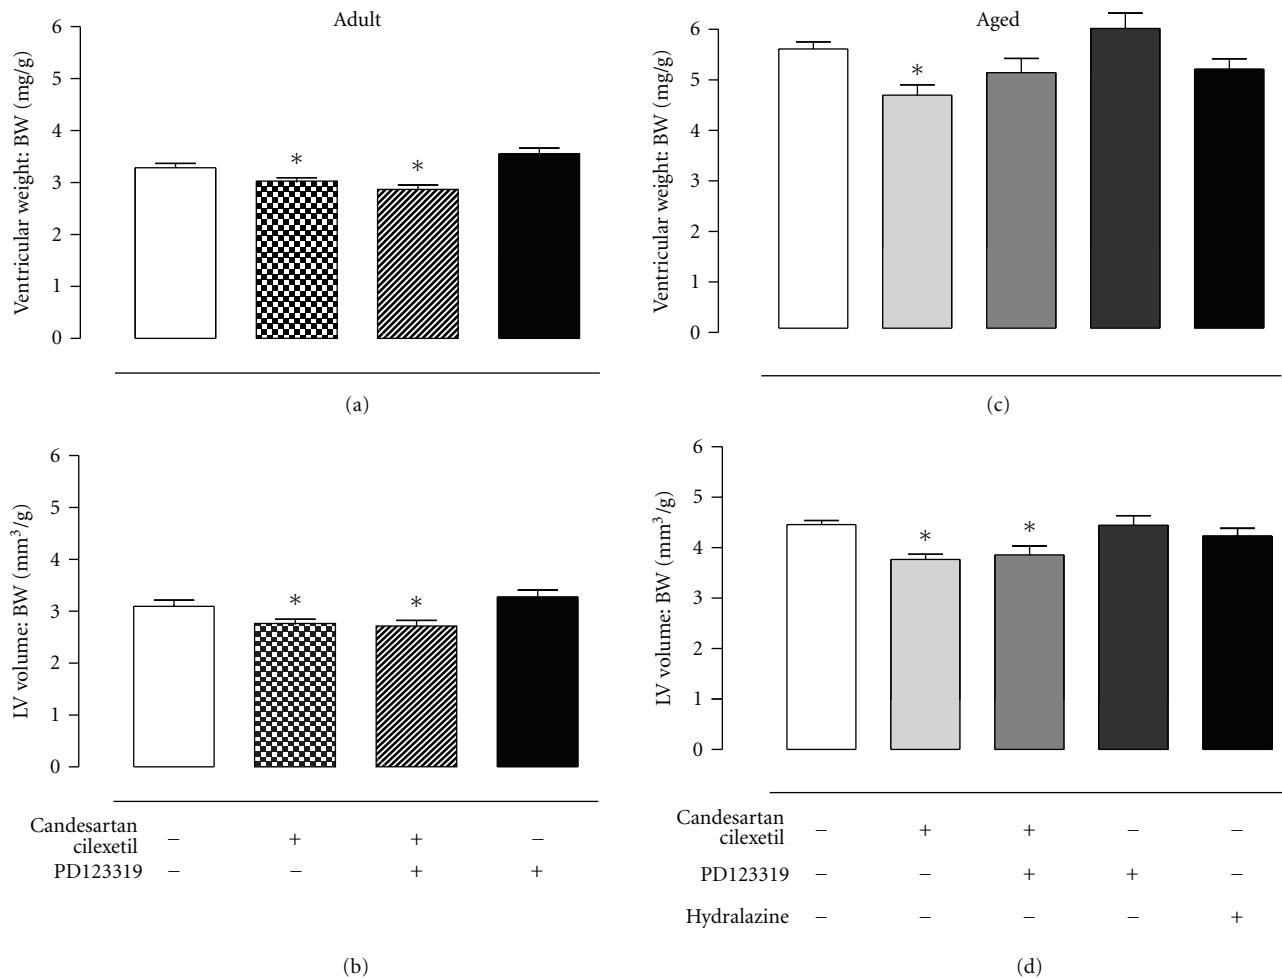 Adult
Ventricular weight: BW (mg/g)
6
5
4
3
2
1
0
* *
(a)
Aged
Ventricular weight: BW (mg/g)
6
5
4
3
2
1
0
*
(c)
LV volume: BW (mm³/g)
6
5
4
3
2
1
0
* *
Candesartan
cilexetil − + + −
PD123319 − − + +
(b)
LV volume: BW (mm³/g)
6
5
4
3
2
1
0
* *
Candesartan
cilexetil − + + − −
PD123319 − − + + −
Hydralazine − − − − +
(d)